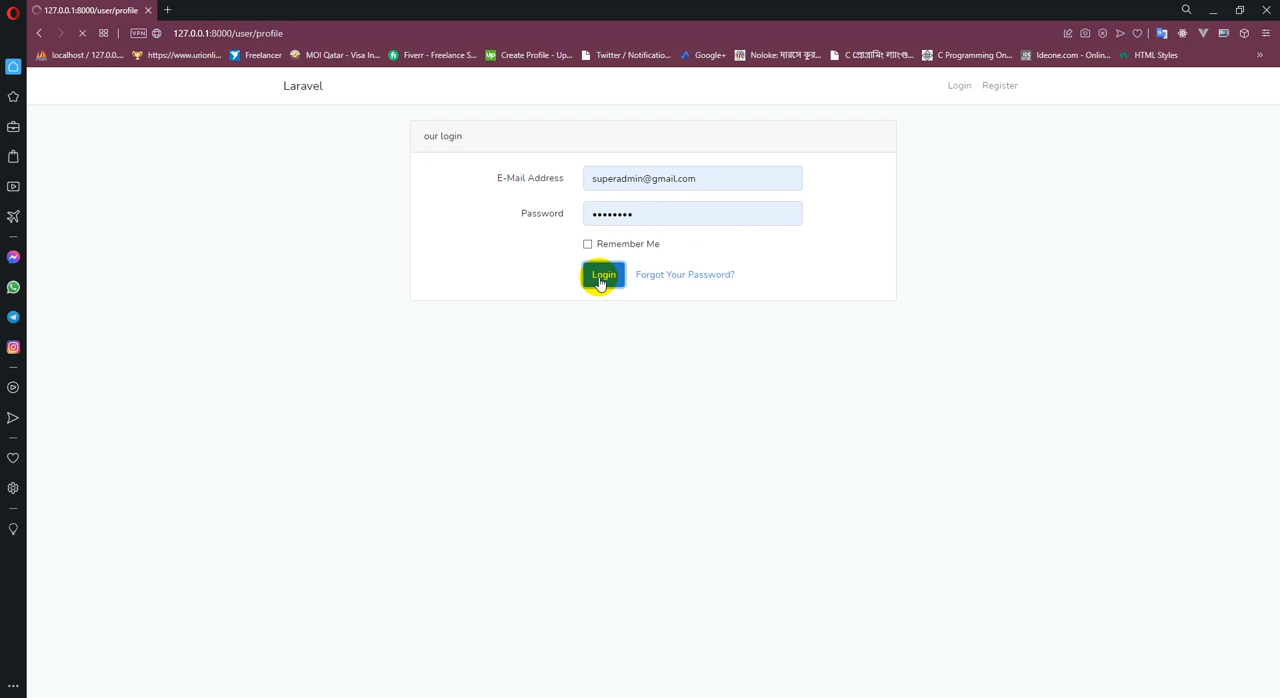 127.0.0.1:8000/user/profile
VPN 127.0.0.1:8000/user/profile
localhost / 127.0.0.... https://www.urionli... Freelancer MOI Qatar - Visa In... Fiverr - Freelance S... Up Create Profile - Up... Twitter / Notificatio... Google+ Noloke: দারসে কুর... C প্রোগ্রামিং ল্যাংগু... C Programming On... Ideone.com - Onlin... HTML Styles
Laravel Login Register
our login
E-Mail Address superadmin@gmail.com
Password ••••••••
Remember Me
Login Forgot Your Password?